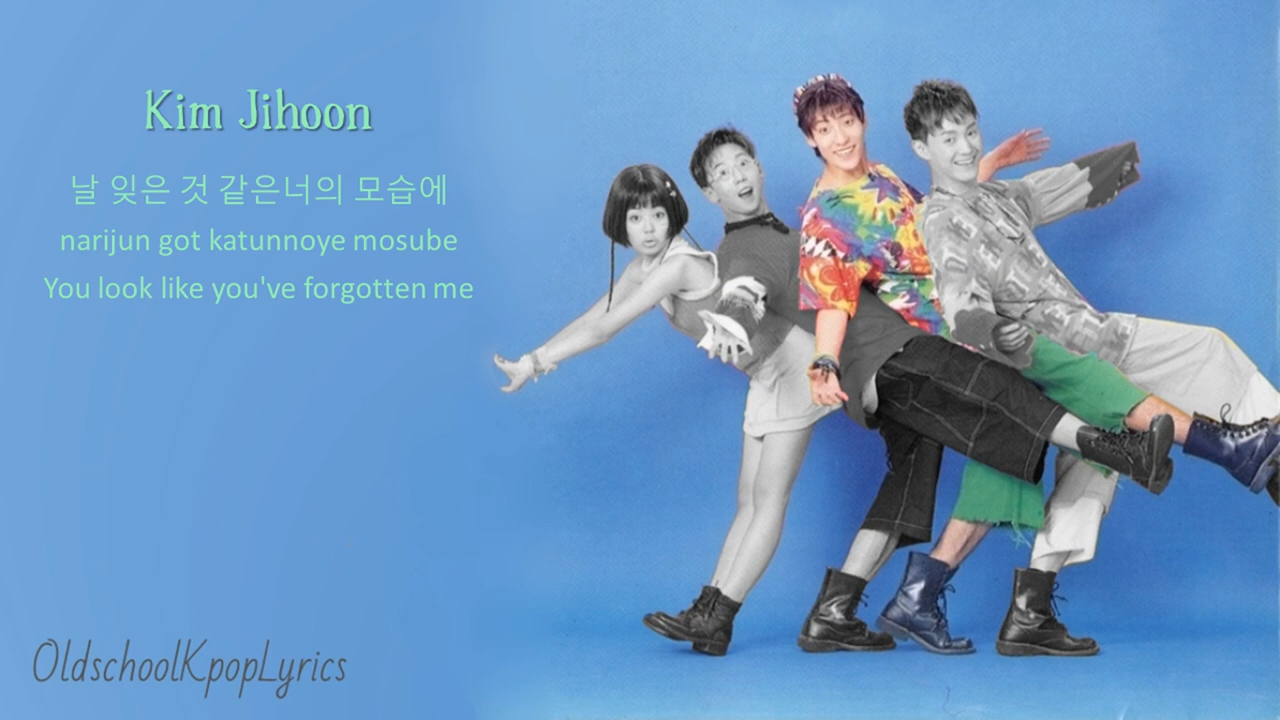 Kim Jihoon
날 잊은 것 같은너의 모습에
narijun got katunnoye mosube
You look like you've forgotten me
OldschoolKpopLyrics